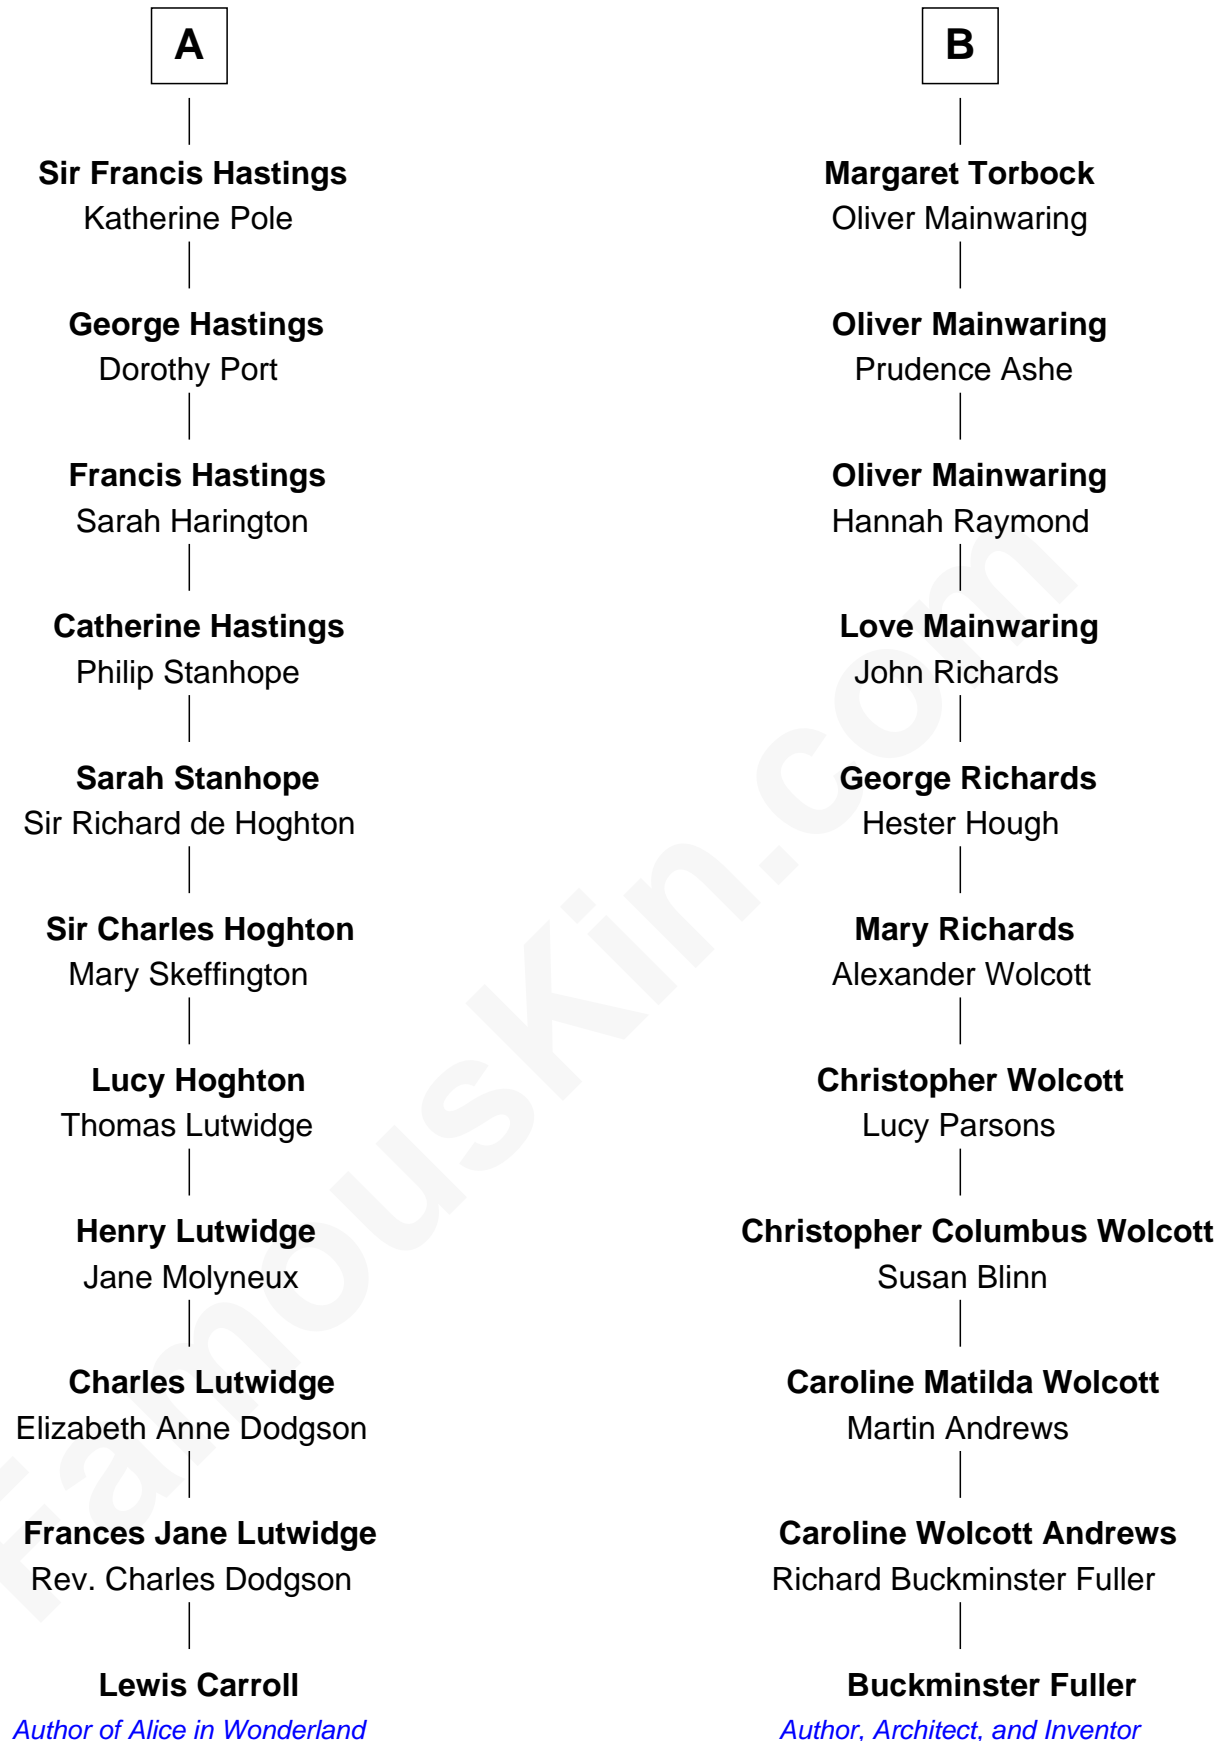 A
Sir Francis Hastings
Katherine Pole
George Hastings
Dorothy Port
Francis Hastings
Sarah Harington
Catherine Hastings
Philip Stanhope
Sarah Stanhope
Sir Richard de Hoghton
Sir Charles Hoghton
Mary Skeffington
Lucy Hoghton
Thomas Lutwidge
Henry Lutwidge
Jane Molyneux
Charles Lutwidge
Elizabeth Anne Dodgson
Frances Jane Lutwidge
Rev. Charles Dodgson
Lewis Carroll
Author of Alice in Wonderland
B
Margaret Torbock
Oliver Mainwaring
Oliver Mainwaring
Prudence Ashe
Oliver Mainwaring
Hannah Raymond
Love Mainwaring
John Richards
George Richards
Hester Hough
Mary Richards
Alexander Wolcott
Christopher Wolcott
Lucy Parsons
Christopher Columbus Wolcott
Susan Blinn
Caroline Matilda Wolcott
Martin Andrews
Caroline Wolcott Andrews
Richard Buckminster Fuller
Buckminster Fuller
Author, Architect, and Inventor
FamousKin.com